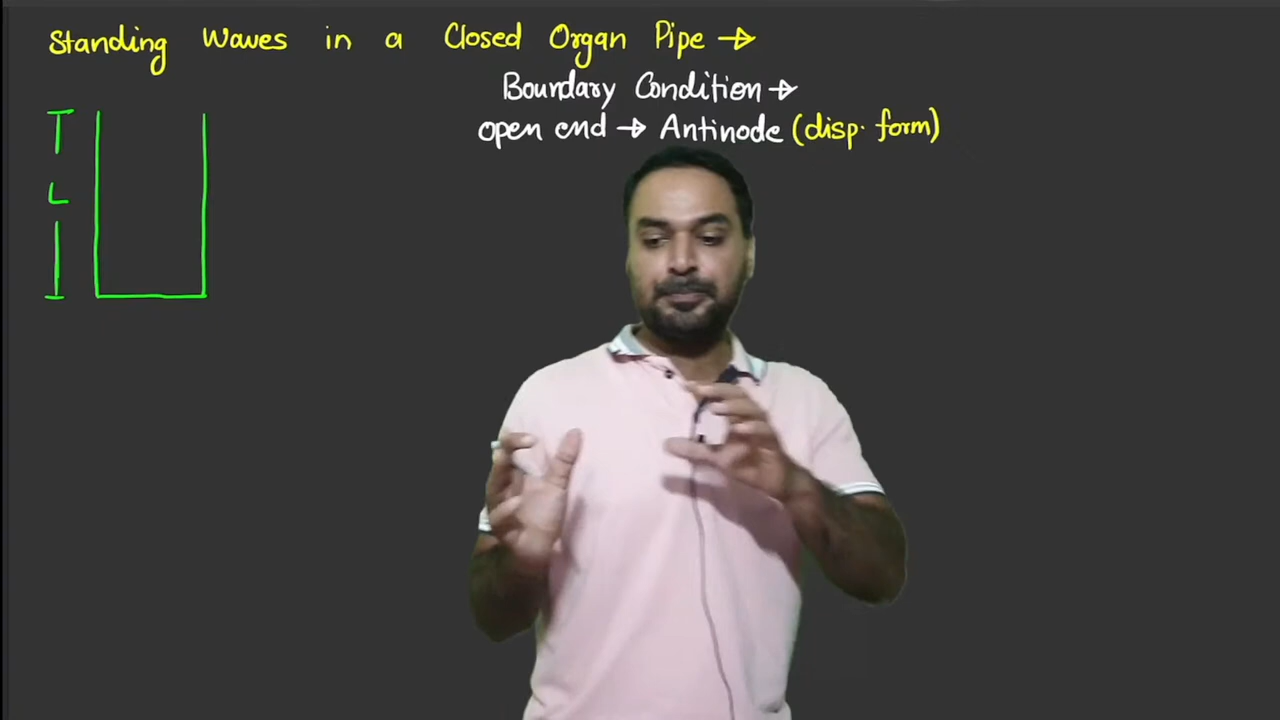 Standing Waves in a Closed Organ Pipe →
Boundary Condition →
open end → Antinode (disp. form)
L